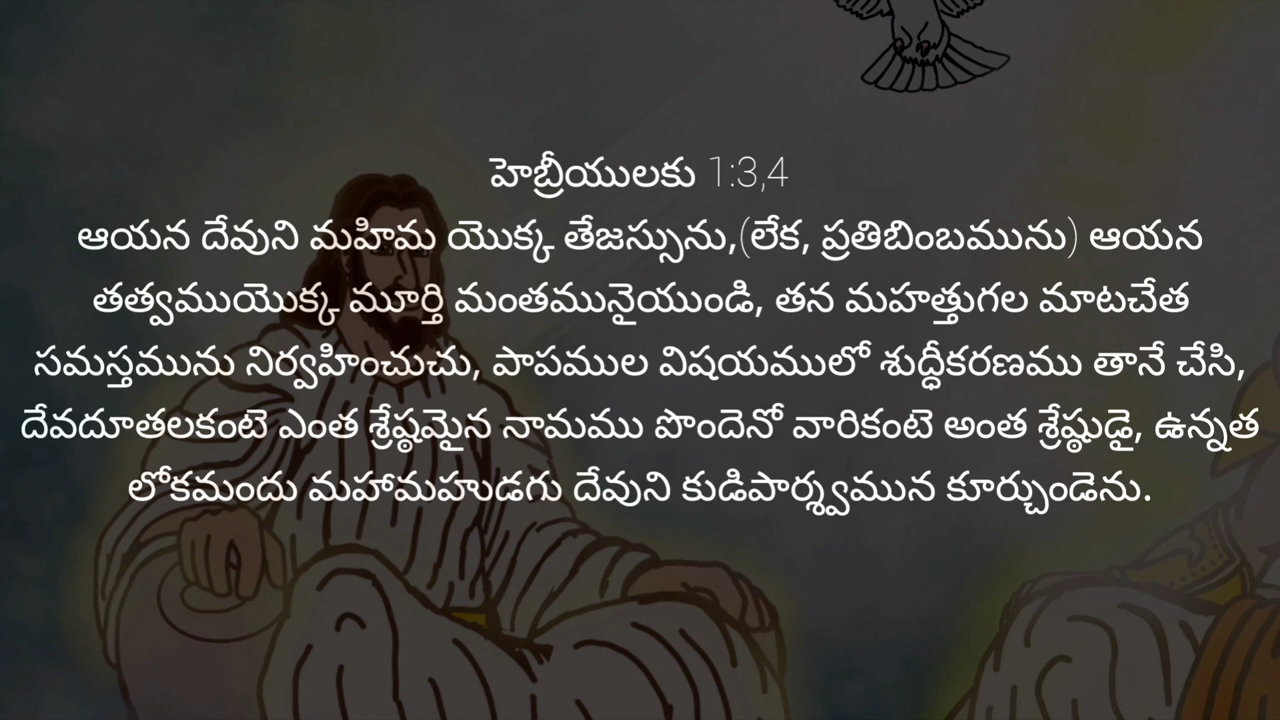 హెబ్రీయులకు 1:3,4
ఆయన దేవుని మహిమ యొక్క తేజస్సును,(లేక, ప్రతిబింబమును) ఆయన
తత్వముయొక్క మూర్తి మంతమునైయుండి, తన మహత్తుగల మాటచేత
సమస్తమును నిర్వహించుచు, పాపముల విషయములో శుద్ధీకరణము తానే చేసి,
దేవదూతలకంటె ఎంత శ్రేష్ఠమైన నామము పొందెనో వారికంటె అంత శ్రేష్ఠుడై, ఉన్నత
లోకమందు మహామహుడగు దేవుని కుడిపార్శ్వమున కూర్చుండెను.